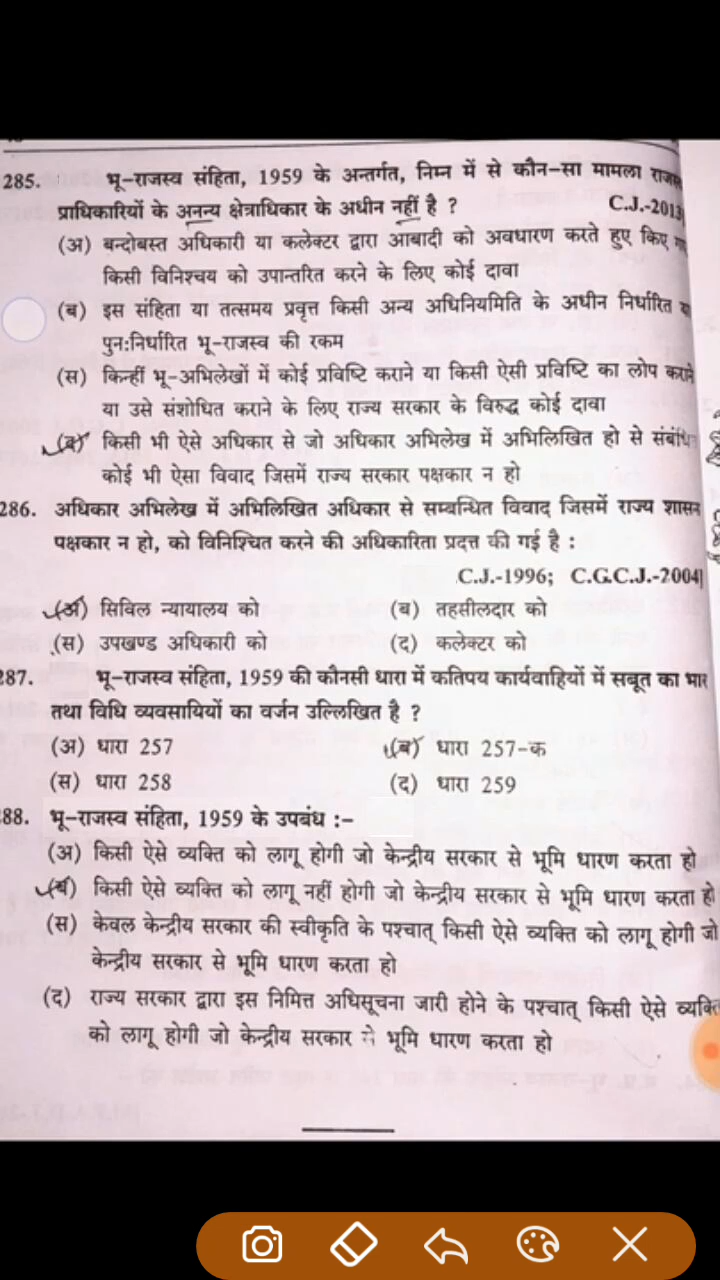 285. भू-राजस्व संहिता, 1959 के अन्तर्गत, निम्न में से कौन-सा मामला
प्राधिकारियों के अनन्य क्षेत्राधिकार के अधीन नहीं है ? C.J.-2013
(अ) बन्दोबस्त अधिकारी या कलेक्टर द्वारा आबादी को अवधारण करते हुए किए
किसी विनिश्चय को उपान्तरित करने के लिए कोई दावा
(ब) इस संहिता या तत्समय प्रवृत्त किसी अन्य अधिनियमिति के अधीन निर्धारित
पुन:निर्धारित भू-राजस्व की रकम
(स) किन्हीं भू-अभिलेखों में कोई प्रविष्टि कराने या किसी ऐसी प्रविष्टि का लोप कराने
या उसे संशोधित कराने के लिए राज्य सरकार के विरुद्ध कोई दावा
(द) किसी भी ऐसे अधिकार से जो अधिकार अभिलेख में अभिलिखित हो से
कोई भी ऐसा विवाद जिसमें राज्य सरकार पक्षकार न हो
286. अधिकार अभिलेख में अभिलिखित अधिकार से सम्बन्धित विवाद जिसमें राज्य शासन
पक्षकार न हो, को विनिश्चित करने की अधिकारिता प्रदत्त की गई है :
C.J.-1996; C.G.C.J.-2004
(अ) सिविल न्यायालय को (ब) तहसीलदार को
(स) उपखण्ड अधिकारी को (द) कलेक्टर को
287. भू-राजस्व संहिता, 1959 की कौनसी धारा में कतिपय कार्यवाहियों में सबूत का भार
तथा विधि व्यवसायियों का वर्जन उल्लिखित है ?
(अ) धारा 257 (ब) धारा 257-क
(स) धारा 258 (द) धारा 259
88. भू-राजस्व संहिता, 1959 के उपबंध :-
(अ) किसी ऐसे व्यक्ति को लागू होगी जो केन्द्रीय सरकार से भूमि धारण करता हो
(ब) किसी ऐसे व्यक्ति को लागू नहीं होगी जो केन्द्रीय सरकार से भूमि धारण करता हो
(स) केवल केन्द्रीय सरकार की स्वीकृति के पश्चात् किसी ऐसे व्यक्ति को लागू होगी जो
केन्द्रीय सरकार से भूमि धारण करता हो
(द) राज्य सरकार द्वारा इस निमित्त अधिसूचना जारी होने के पश्चात् किसी ऐसे व्यक्ति
को लागू होगी जो केन्द्रीय सरकार से भूमि धारण करता हो